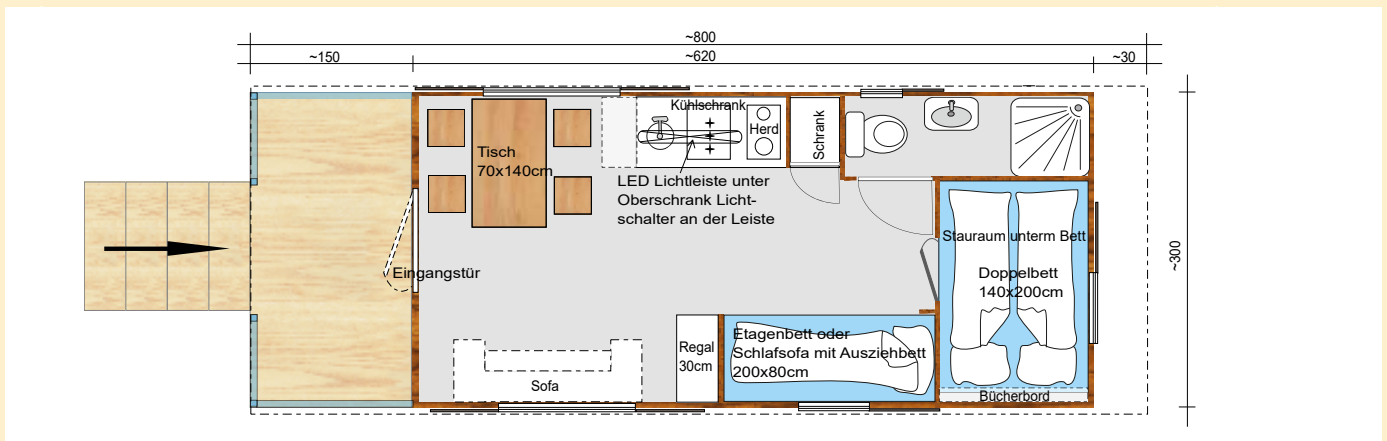 ~800
~150
~620
~30
Kühlschrank
Herd
Schrank
Tisch
70x140cm
LED Lichtleiste unter
Oberschrank Licht-
schalter an der Leiste
Stauraum unterm Bett
~300
Eingangstür
Doppelbett
140x200cm
Etagenbett oder
Schlafsofa mit Ausziehbett
200x80cm
Regal
30cm
Sofa
Bücherbord